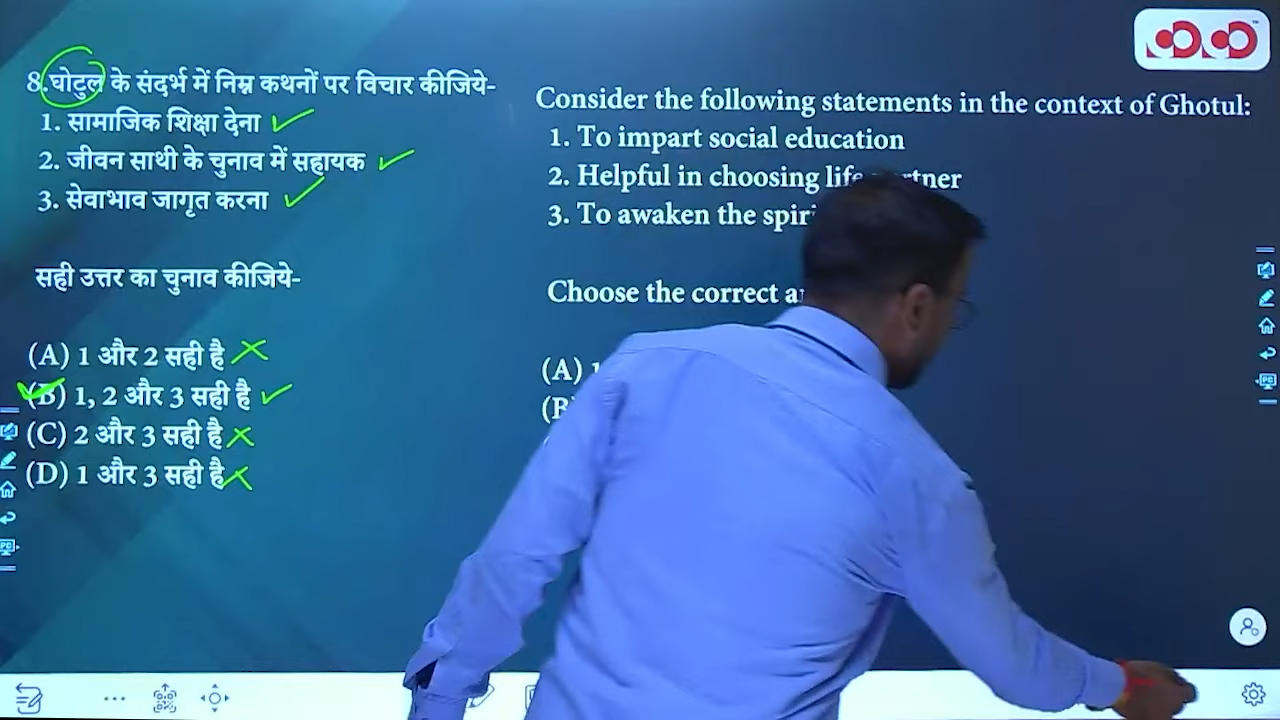 8. घोटुल के संदर्भ में निम्न कथनों पर विचार कीजिये-
1. सामाजिक शिक्षा देना
2. जीवन साथी के चुनाव में सहायक
3. सेवाभाव जागृत करना
सही उत्तर का चुनाव कीजिये-
(A) 1 और 2 सही है
(B) 1, 2 और 3 सही है
(C) 2 और 3 सही है
(D) 1 और 3 सही है
Consider the following statements in the context of Ghotul:
1. To impart social education
2. Helpful in choosing
3. To awaken the
Choose the correct
(A)
(B
PC
PC